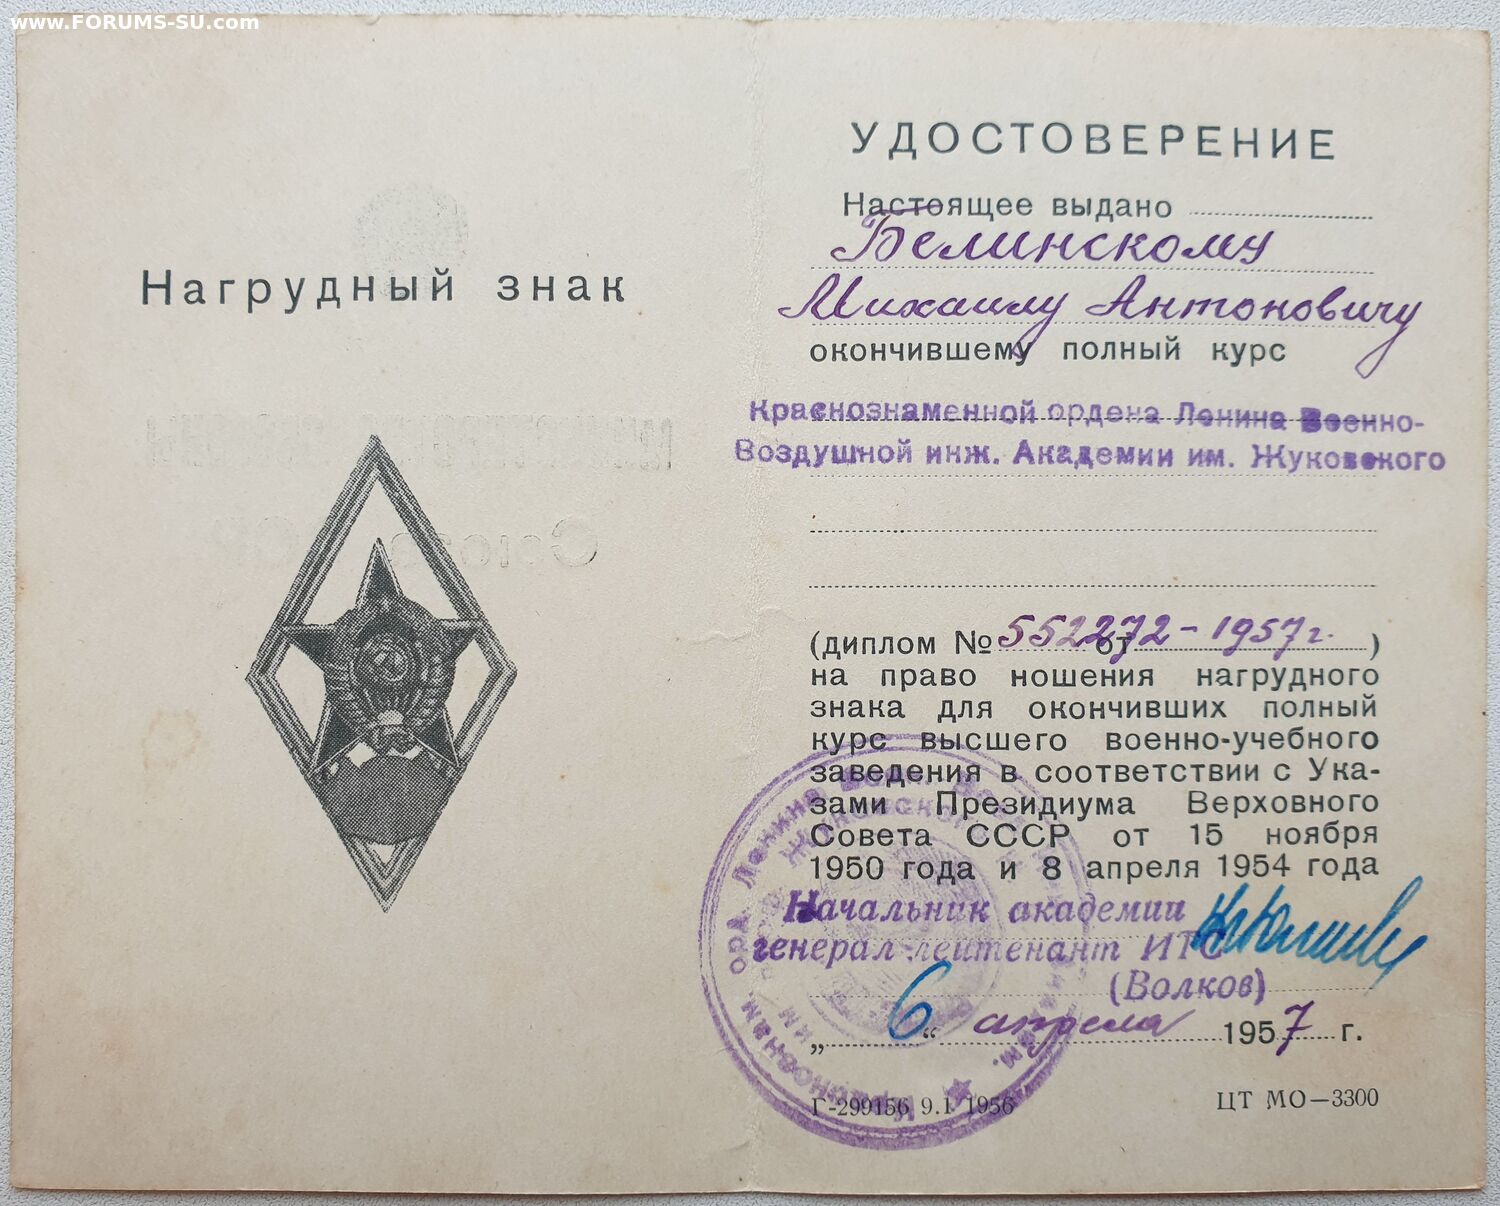 www.FORUMS-SU.com
Нагрудный знак
УДОСТОВЕРЕНИЕ
Настоящее выдано
Белинскому
Михаилу Антоновичу
окончившему полный курс
Краснознаменной ордена Ленина Военно-
Воздушной инж. Академии им. Жуковского
(диплом № 552272 от - 1957 г. )
на право ношения нагрудного
знака для окончивших полный
курс высшего военно-учебного
заведения в соответствии с Ука-
зами Президиума Верховного
Совета СССР от 15 ноября
1950 года и 8 апреля 1954 года
Начальник академии
генерал-лейтенант ИТС
(Волков)
„ 6 “ апреля 1957 г.
Г-299156 9.1 1956
ЦТ МО—3300